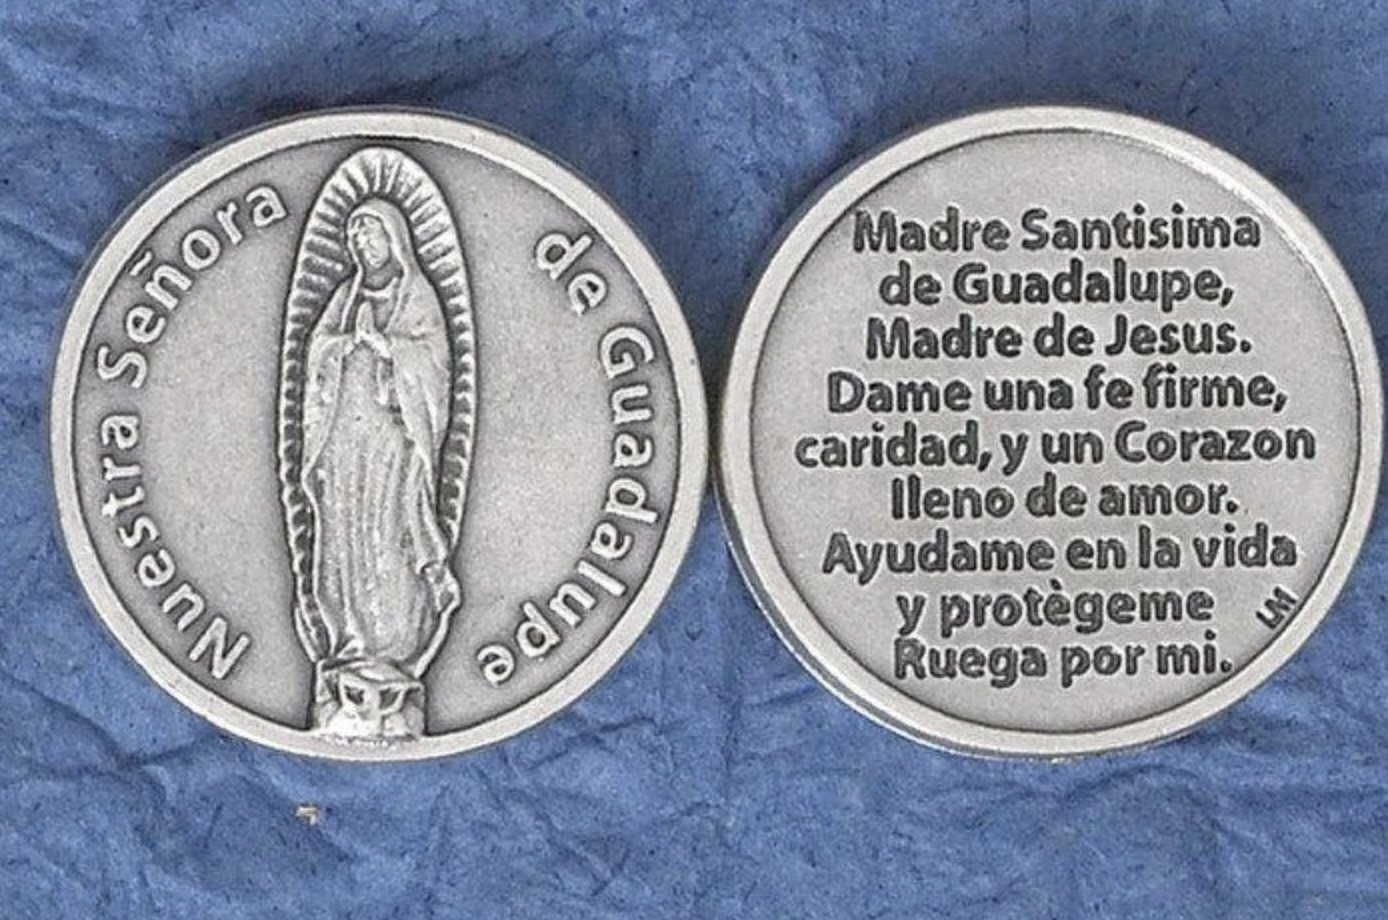 Nuestra Señora de Guadalupe
Madre Santisima
de Guadalupe,
Madre de Jesus.
Dame una fe firme,
caridad, y un Corazon
lleno de amor.
Ayudame en la vida
y protègeme
Ruega por mi.
LM